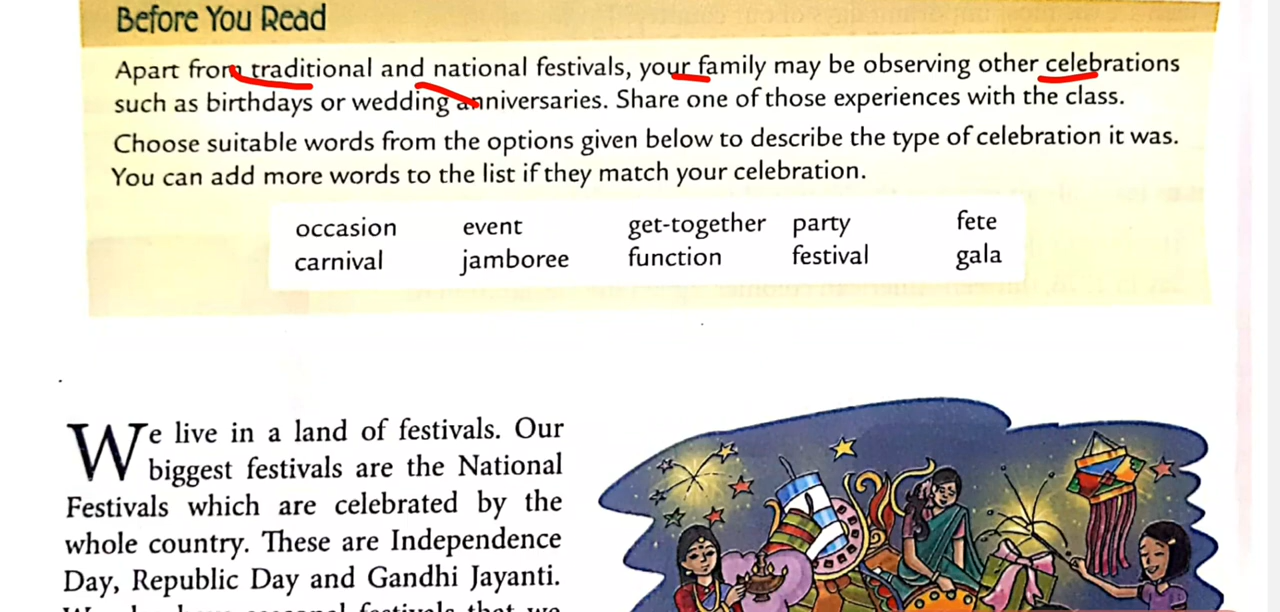 Before You Read
Apart from traditional and national festivals, your family may be observing other celebrations
such as birthdays or wedding anniversaries. Share one of those experiences with the class.
Choose suitable words from the options given below to describe the type of celebration it was.
You can add more words to the list if they match your celebration.
occasion event get-together party fete
carnival jamboree function festival gala
We live in a land of festivals. Our
biggest festivals are the National
Festivals which are celebrated by the
whole country. These are Independence
Day, Republic Day and Gandhi Jayanti.